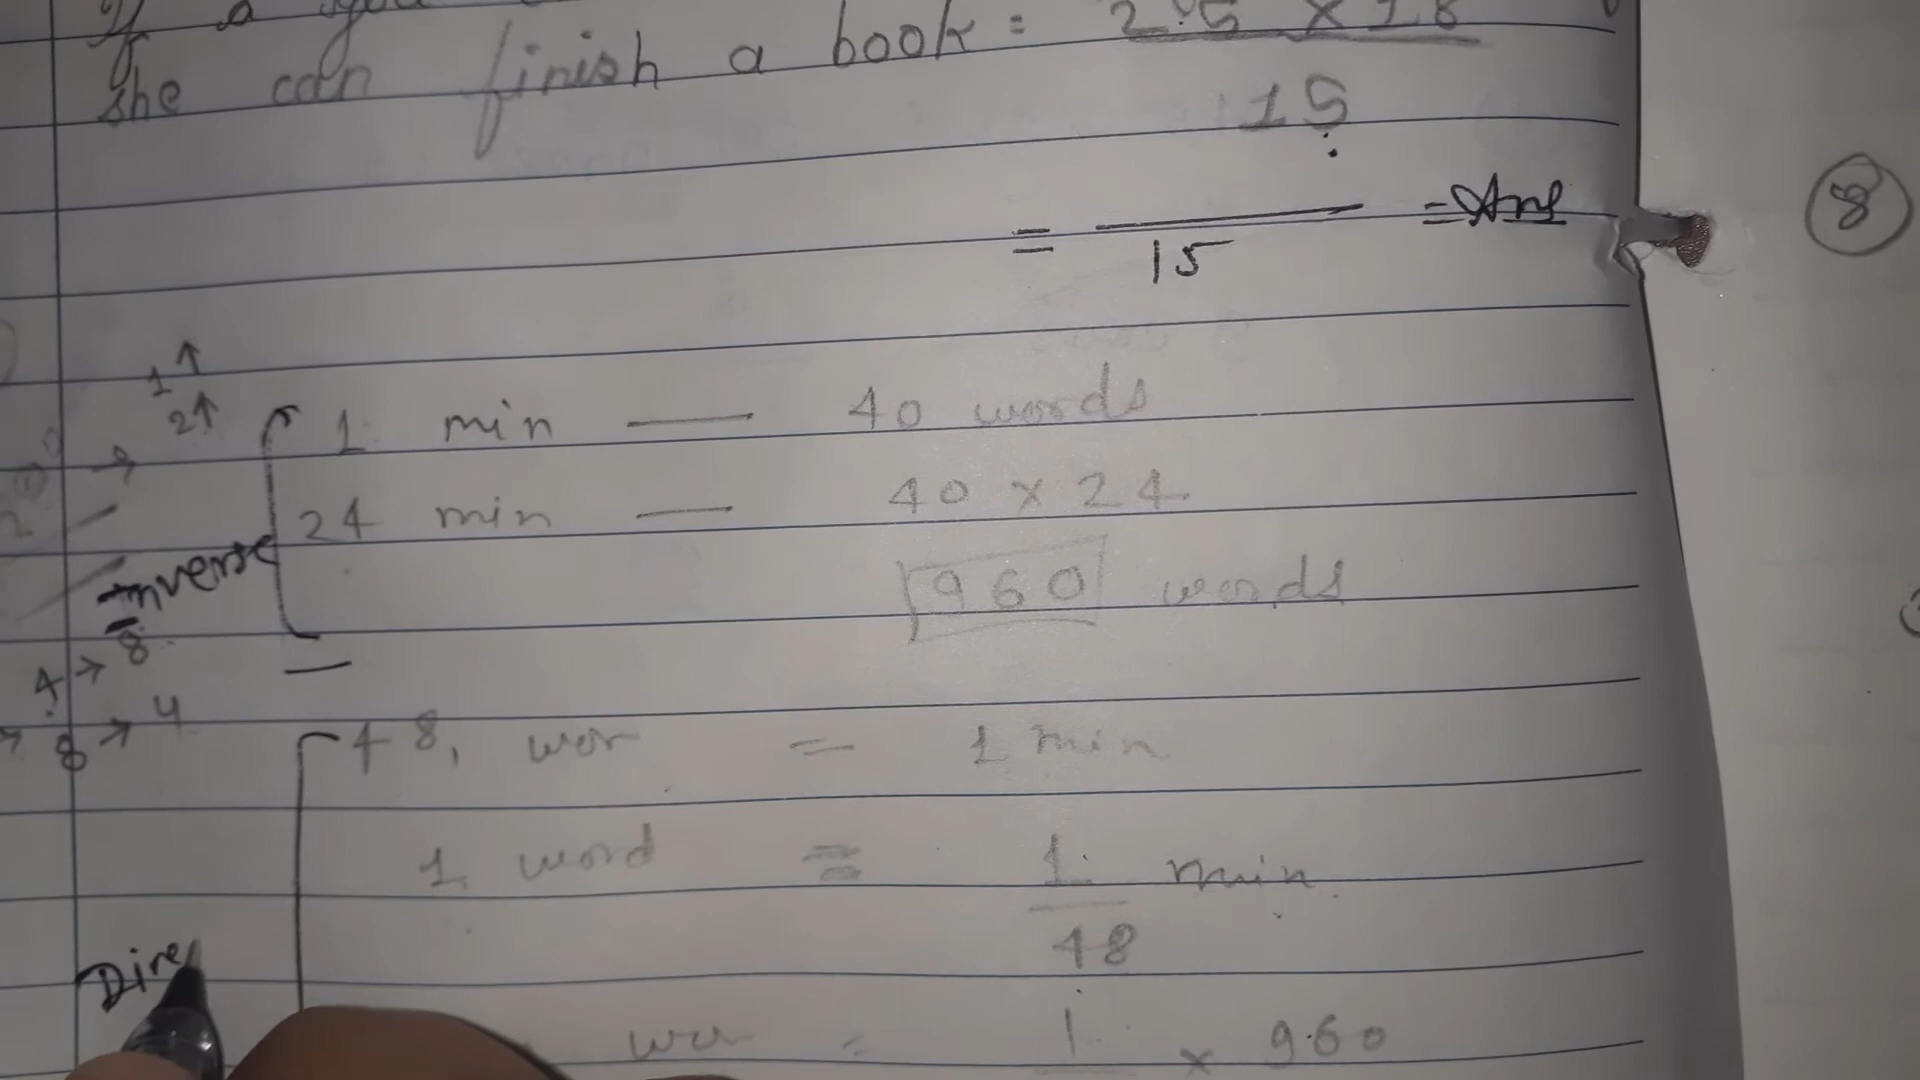 If a
she can finish a book = 25 × 18
15
= 15 = Ans
8
1↑
2↑
1 min — 40 words
24 min — 40 × 24
960 words
Inverse
4 → 8
8 → 4
48, wor = 1 min
1 word = 1 min
48
Dire
= 1 × 960